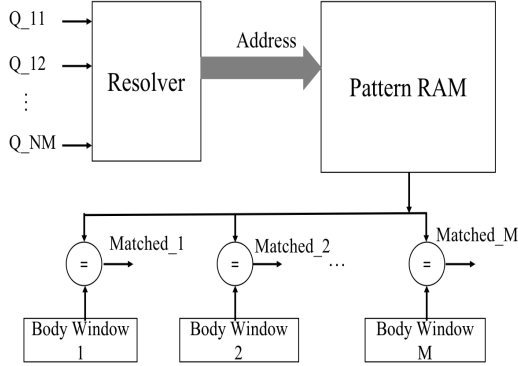 Q_11
Q_12
⋮
Q_NM
Resolver
Address
Pattern RAM
Matched_1
Matched_2
...
Matched_M
=
=
=
Body Window
1
Body Window
2
Body Window
M